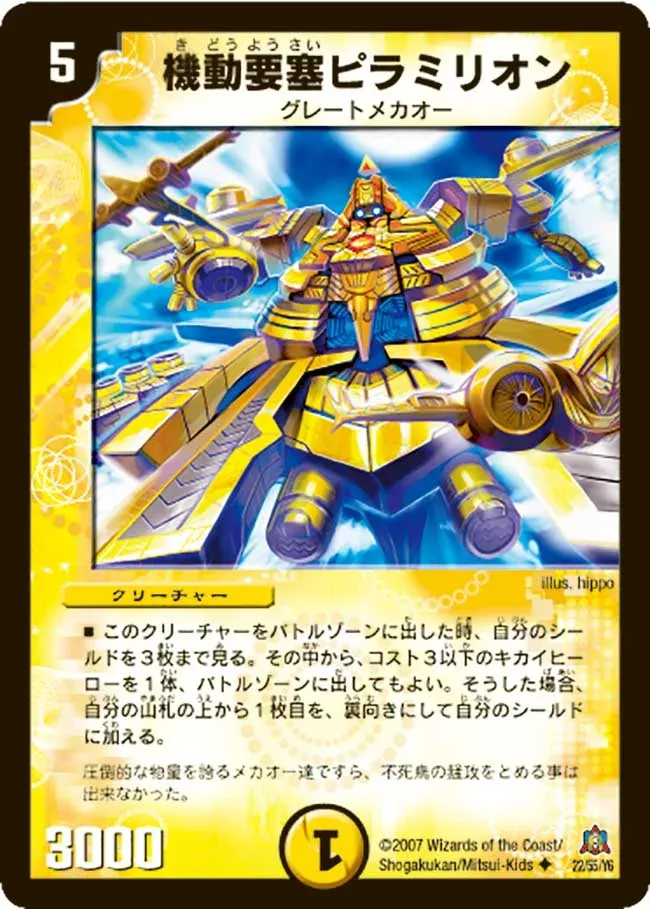 5
き どう よう さい
機動要塞ピラミリオン
グレートメカオー
illus. hippo
クリーチャー
■ このクリーチャーをバトルゾーンに出した時、自分のシー
ルドを3枚まで見る。その中から、コスト3以下のキカイヒー
ローを1体、バトルゾーンに出してもよい。そうした場合、
自分の山札の上から1枚目を、裏向きにして自分のシールド
に加える。
圧倒的な物量を誇るメカオー達ですら、不死鳥の猛攻をとめる事は
出来なかった。
3000
1
©2007 Wizards of the Coast/
Shogakukan/Mitsui-Kids ◆ 22/55/Y6